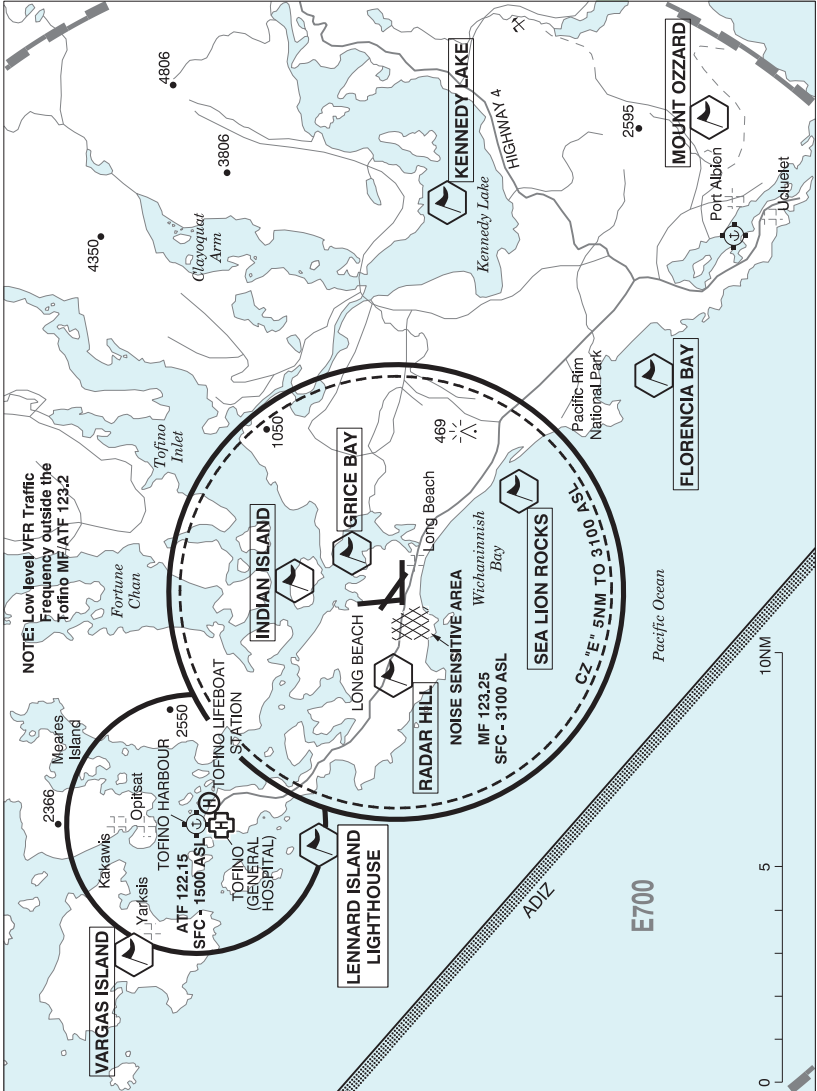 NOTE: Low level VFR Traffic
Frequency outside the
Tofino MF/ATF 123.2
4350
4806
3806
Clayoquat
Arm
Tofino
Inlet
Fortune
Chan
Meares
Island
2366
Kakawis
Opitsat
Yarksis
VARGAS ISLAND
TOFINO HARBOUR
ATF 122.15
SFC - 1500 ASL
2550
H
TOFINO LIFEBOAT
STATION
H
TOFINO
(GENERAL
HOSPITAL)
LENNARD ISLAND
LIGHTHOUSE
INDIAN ISLAND
GRICE BAY
1050
469
LONG BEACH
Long Beach
RADAR HILL
NOISE SENSITIVE AREA
MF 123.25
SFC - 3100 ASL
Wichaninnish
Bay
SEA LION ROCKS
CZ "E" 5NM TO 3100 ASL
KENNEDY LAKE
Kennedy Lake
HIGHWAY 4
2595
MOUNT OZZARD
Port Albion
Ucluelet
Pacific Rim
National Park
FLORENCIA BAY
Pacific Ocean
ADIZ
E700
0
5
10NM